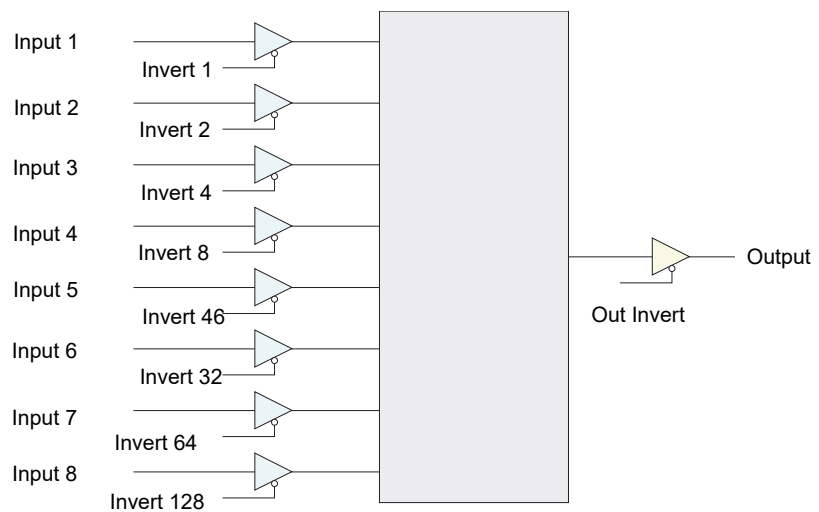 Input 1
Invert 1
Input 2
Invert 2
Input 3
Invert 4
Input 4
Invert 8
Output
Input 5
Invert 46
Out Invert
Input 6
Invert 32
Input 7
Invert 64
Input 8
Invert 128